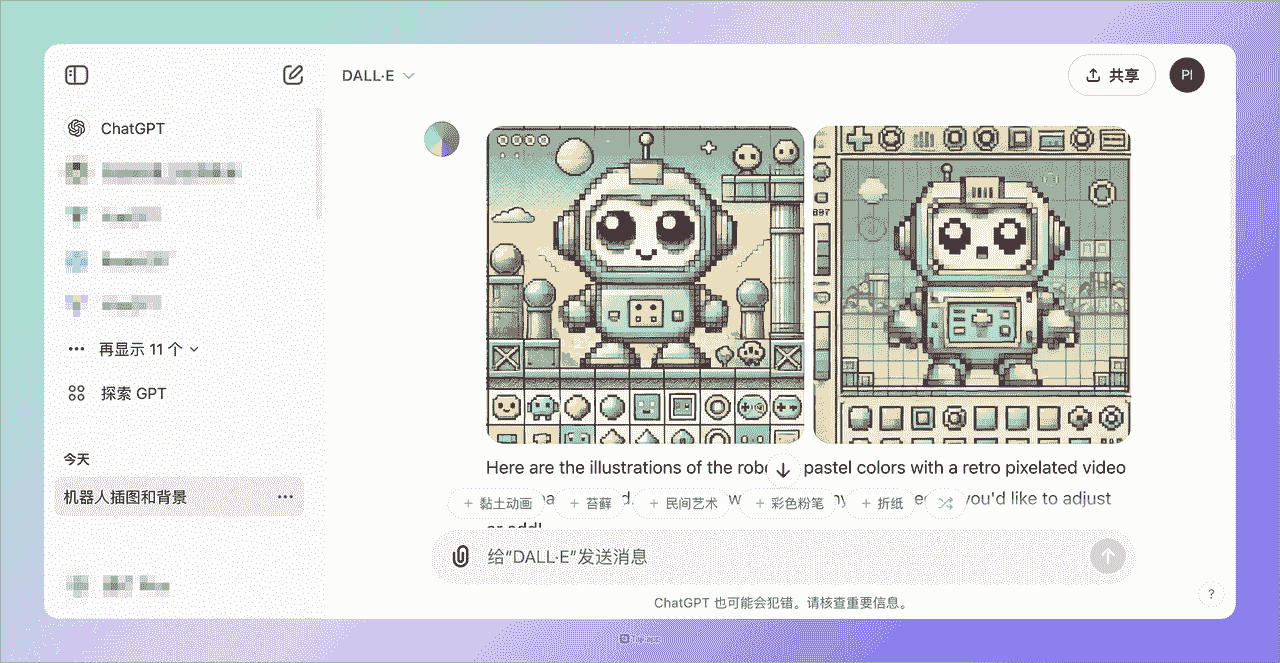 DALL·E
共享
PI
ChatGPT
再显示 11 个
探索 GPT
今天
机器人插图和背景
Here are the illustrations of the pastel colors with a retro pixelated video
you'd like to adjust
or add!
黏土动画
苔藓
民间艺术
彩色粉笔
折纸
给“DALL·E”发送消息
ChatGPT 也可能会犯错。请核查重要信息。
?